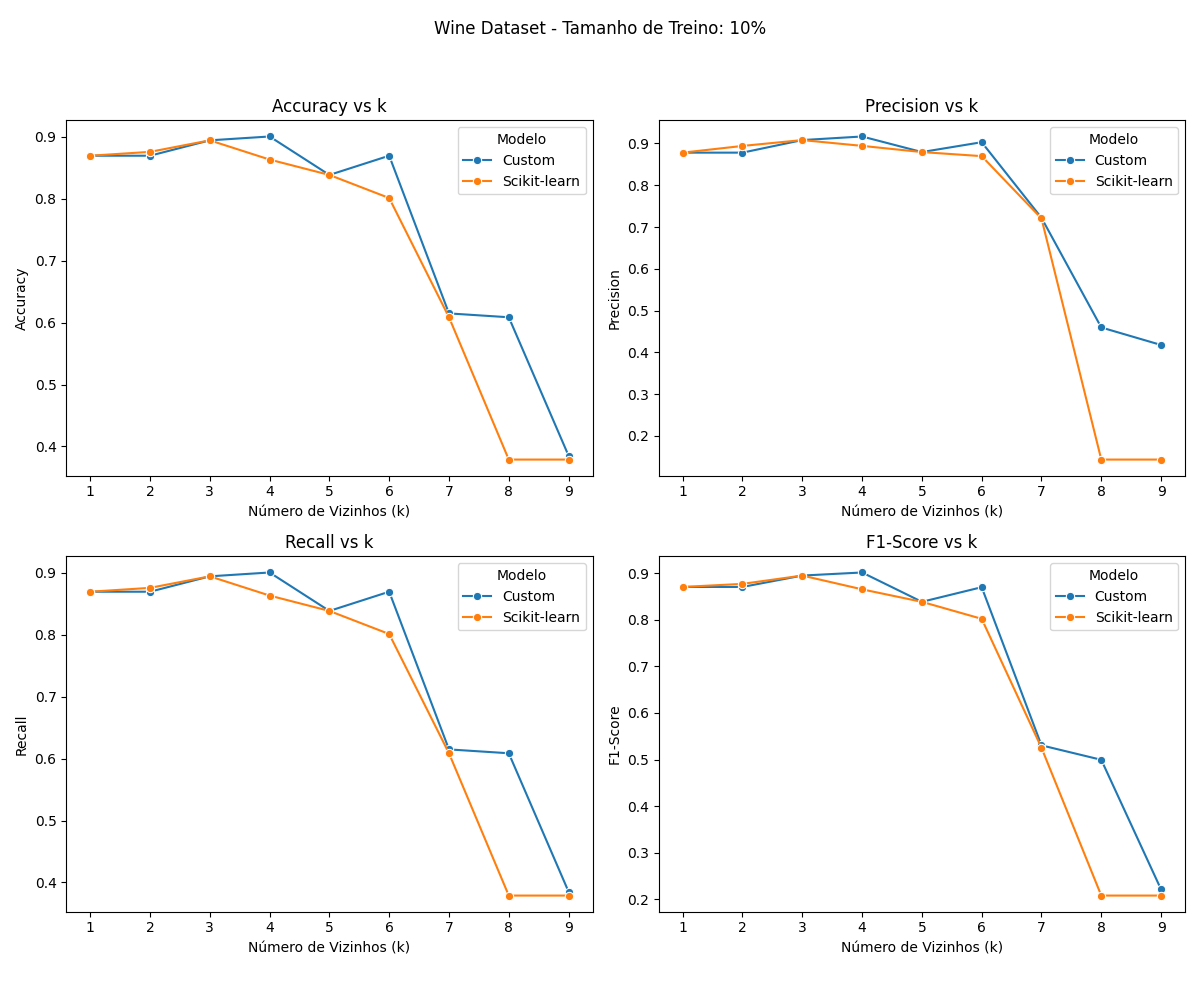 Wine Dataset - Tamanho de Treino: 10%
Accuracy vs k
Accuracy
0.9
0.8
0.7
0.6
0.5
0.4
Modelo
Custom
Scikit-learn
1 2 3 4 5 6 7 8 9
Número de Vizinhos (k)
Precision vs k
Precision
0.9
0.8
0.7
0.6
0.5
0.4
0.3
0.2
Modelo
Custom
Scikit-learn
1 2 3 4 5 6 7 8 9
Número de Vizinhos (k)
Recall vs k
Recall
0.9
0.8
0.7
0.6
0.5
0.4
Modelo
Custom
Scikit-learn
1 2 3 4 5 6 7 8 9
Número de Vizinhos (k)
F1-Score vs k
F1-Score
0.9
0.8
0.7
0.6
0.5
0.4
0.3
0.2
Modelo
Custom
Scikit-learn
1 2 3 4 5 6 7 8 9
Número de Vizinhos (k)